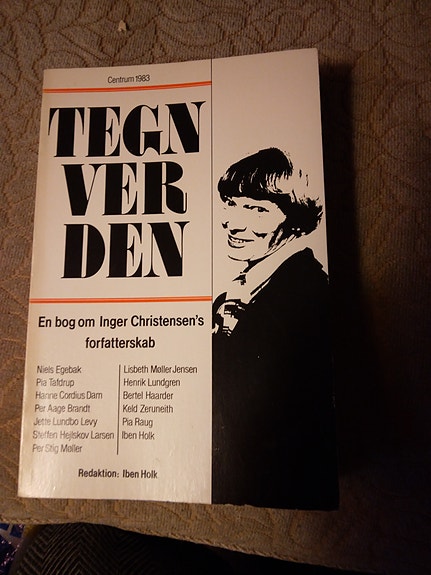 Centrum 1983
TEGN
VER
DEN
En bog om Inger Christensen's
forfatterskab
Niels Egebak
Pia Tafdrup
Hanne Cordius Dam
Per Aage Brandt
Jette Lundbo Levy
Steffen Hejlskov Larsen
Per Stig Møller
Lisbeth Møller Jensen
Henrik Lundgren
Bertel Haarder
Keld Zeruneith
Pia Raug
Iben Holk
Redaktion: Iben Holk